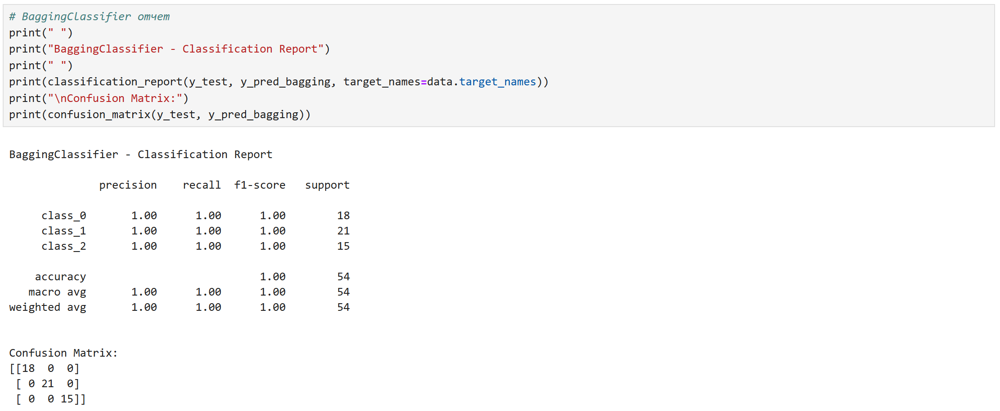 # BaggingClassifier отчет
print(" ")
print("BaggingClassifier - Classification Report")
print(" ")
print(classification_report(y_test, y_pred_bagging, target_names=data.target_names))
print("\nConfusion Matrix:")
print(confusion_matrix(y_test, y_pred_bagging))
BaggingClassifier - Classification Report
              precision    recall  f1-score   support
     class_0       1.00      1.00      1.00        18
     class_1       1.00      1.00      1.00        21
     class_2       1.00      1.00      1.00        15
    accuracy                           1.00        54
   macro avg       1.00      1.00      1.00        54
weighted avg       1.00      1.00      1.00        54
Confusion Matrix:
[[18  0  0]
 [ 0 21  0]
 [ 0  0 15]]